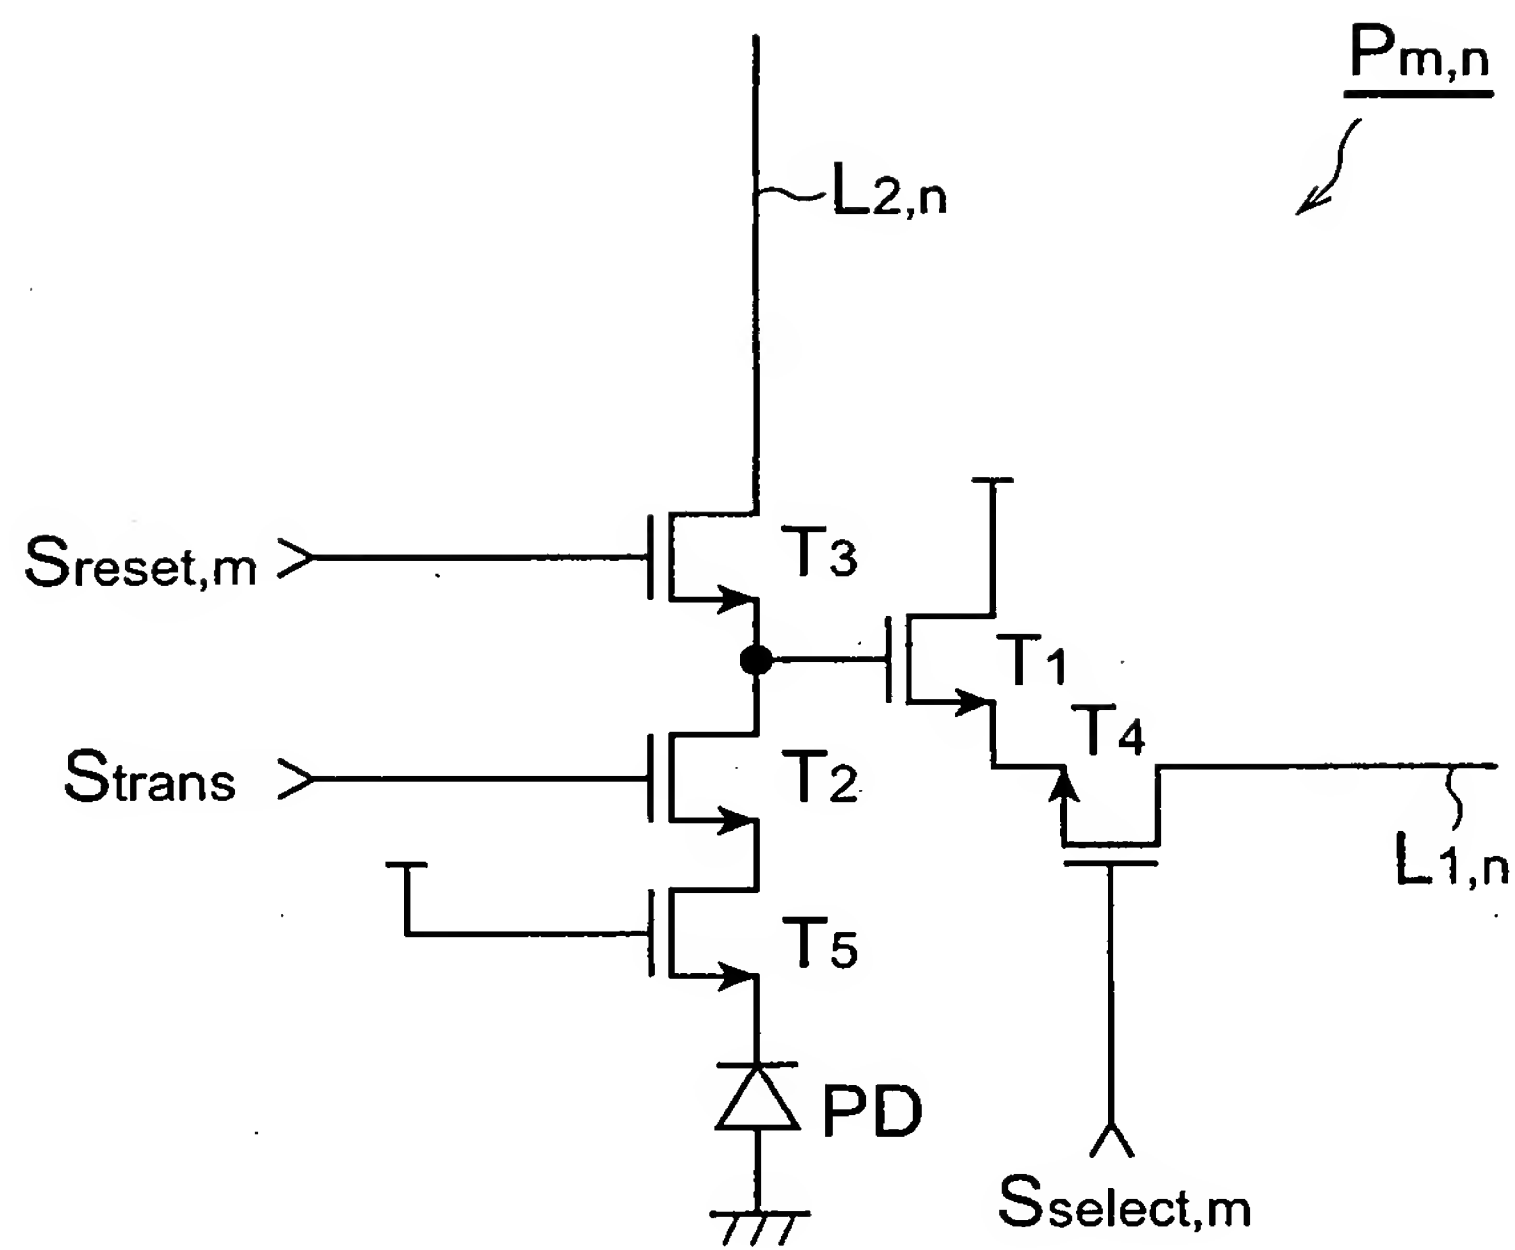 Pm,n
L2,n
Sreset,m
T3
T1
T4
Strans
T2
L1,n
T5
PD
Sselect,m